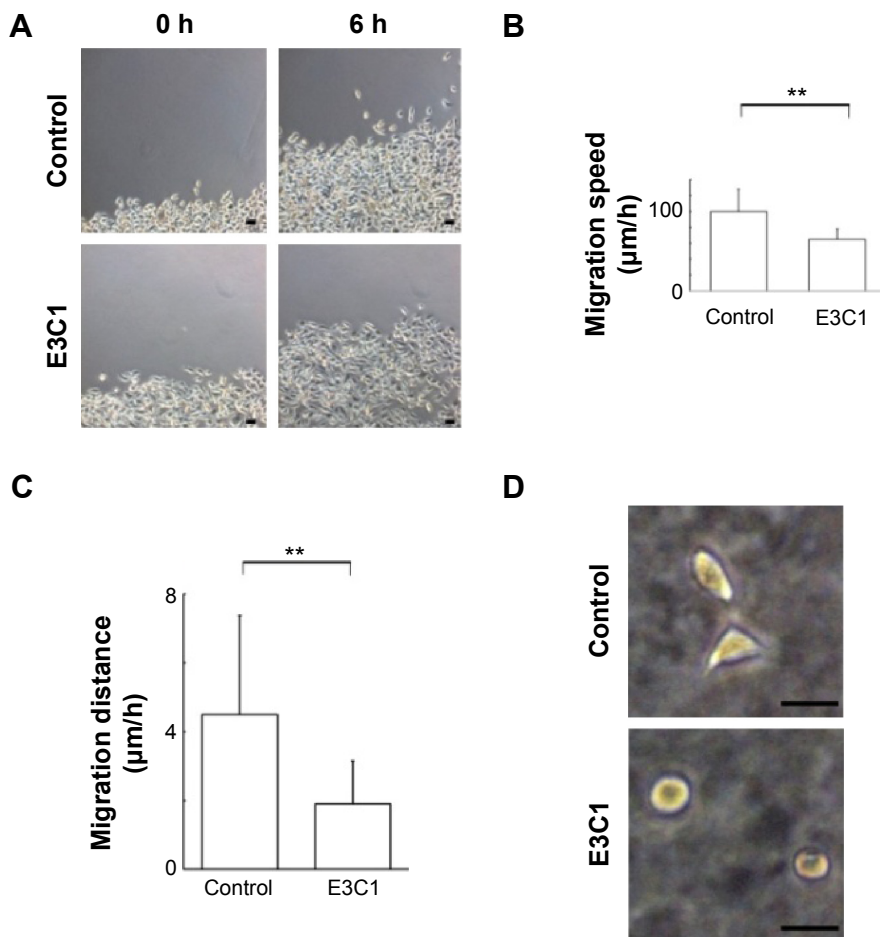 A
0 h
6 h
Control
E3C1
B
**
Migration speed
(μm/h)
100
0
Control
E3C1
C
**
Migration distance
(μm/h)
8
4
0
Control
E3C1
D
Control
E3C1